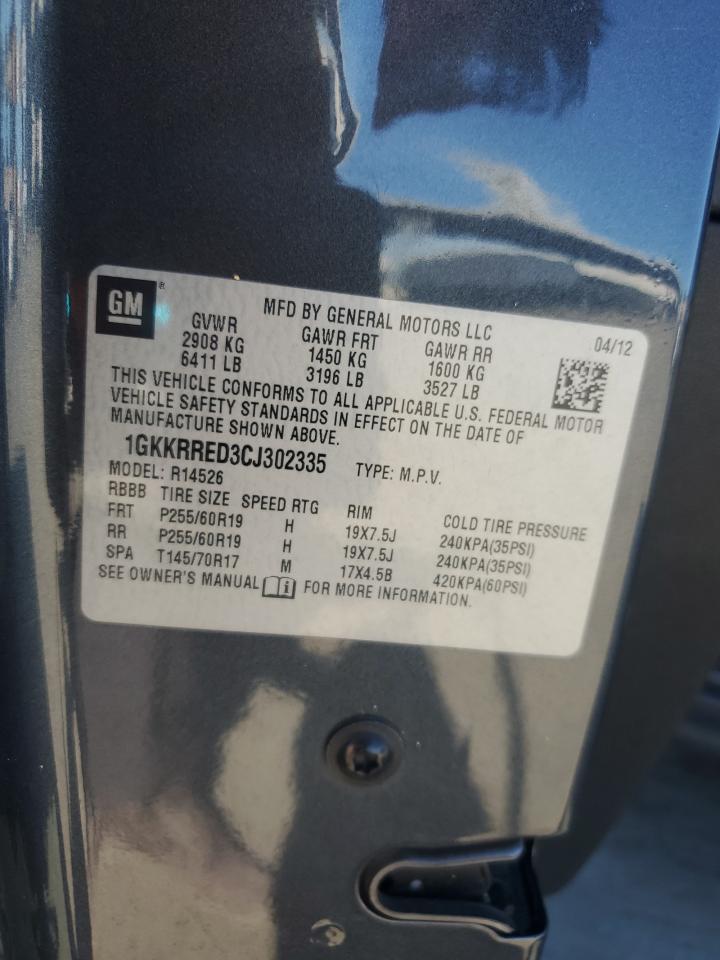 GM ®
MFD BY GENERAL MOTORS LLC
04/12
GVWR GAWR FRT GAWR RR
2908 KG 1450 KG 1600 KG
6411 LB 3196 LB 3527 LB
THIS VEHICLE CONFORMS TO ALL APPLICABLE U.S. FEDERAL MOTOR
VEHICLE SAFETY STANDARDS IN EFFECT ON THE DATE OF
MANUFACTURE SHOWN ABOVE.
1GKKRRED3CJ302335 TYPE: M.P.V.
MODEL: R14526
RBBB TIRE SIZE SPEED RTG RIM COLD TIRE PRESSURE
FRT P255/60R19 H 19X7.5J 240KPA(35PSI)
RR P255/60R19 H 19X7.5J 240KPA(35PSI)
SPA T145/70R17 M 17X4.5B 420KPA(60PSI)
SEE OWNER'S MANUAL FOR MORE INFORMATION.